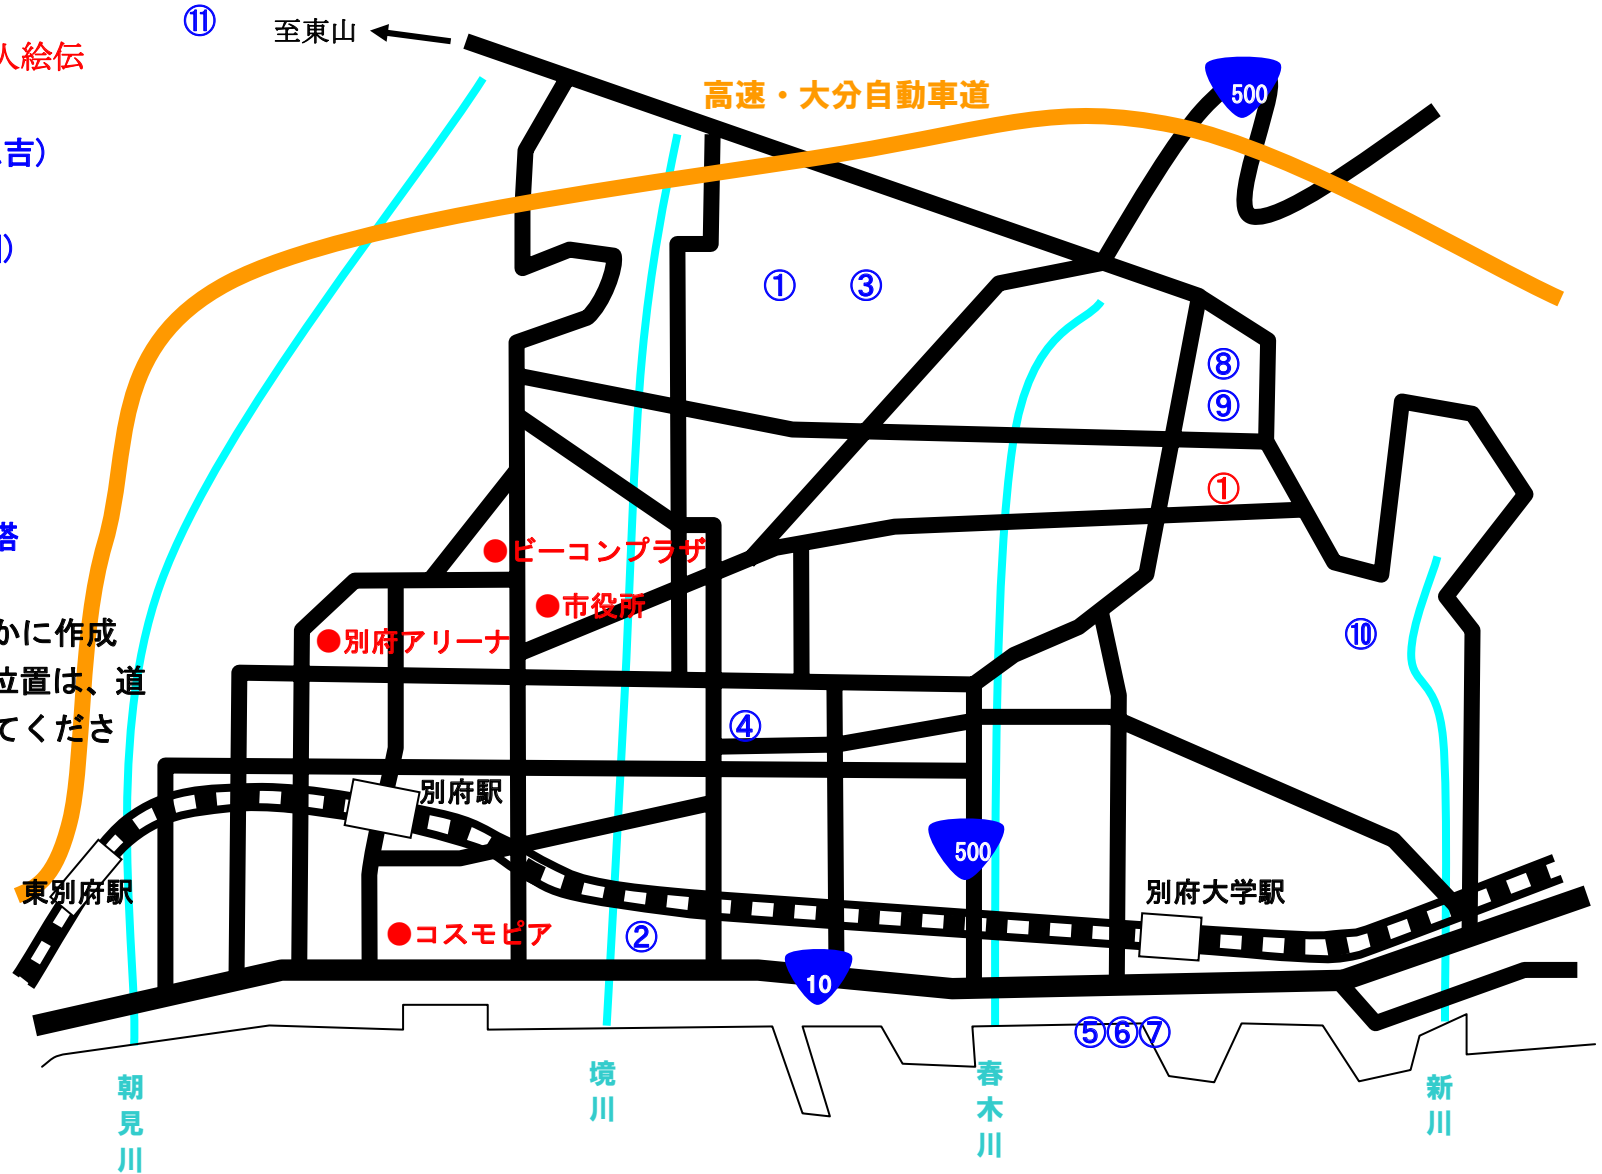 ⑪
至東山
人絵伝
高速・大分自動車道
500
吉)
)
① ③
⑧
⑨
①
塔
ビーコンプラザ
市役所
別府アリーナ
かに作成
位置は、道
てくださ
⑩
④
別府駅
500
東別府駅
別府大学駅
コスモピア
②
10
⑤⑥⑦
朝見川
境川
春木川
新川